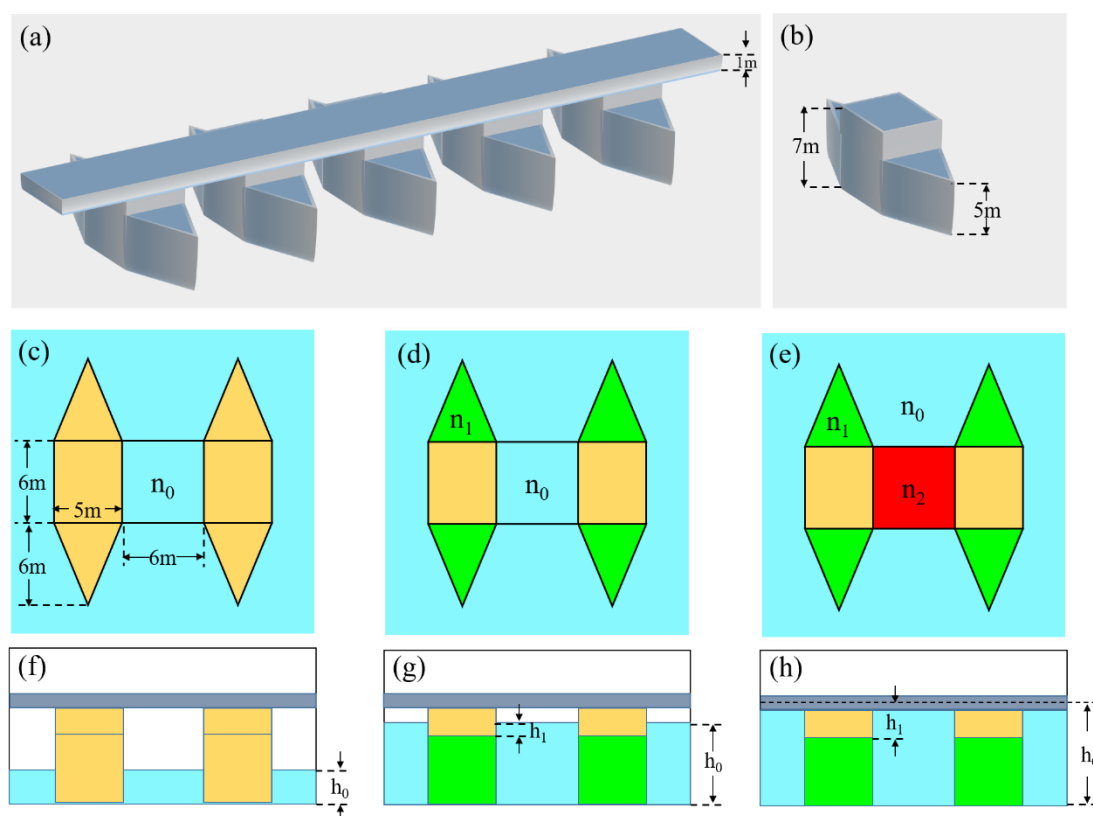 (a)
1m
(b)
7m
5m
(c)
n₀
6m
5m
6m
6m
(d)
n₁
n₀
(e)
n₀
n₁
n₂
(f)
h₀
(g)
h₁
h₀
(h)
h₁